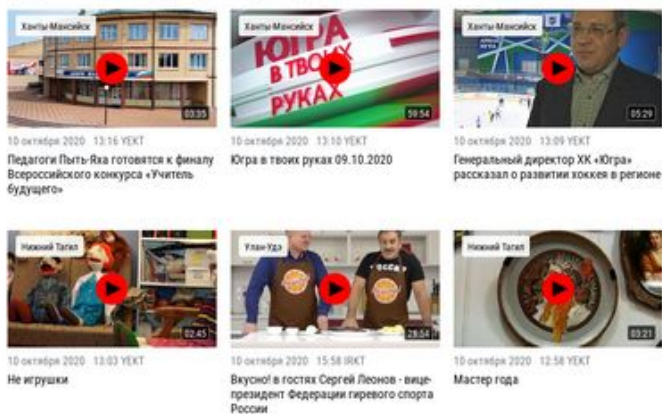 Ханты-Мансийск
ЮГРА
В ТВОИХ
РУКАХ
Ханты-Мансийск
Ханты-Мансийск
03:35
59:54
05:29
10 октября 2020 13:16 YEKT
10 октября 2020 13:10 YEKT
10 октября 2020 13:09 YEKT
Педагоги Пыть-Яха готовятся к финалу
Всероссийского конкурса «Учитель
будущего»
Югра в твоих руках 09.10.2020
Генеральный директор ХК «Югра»
рассказал о развитии хоккея в регионе
Нижний Тагил
Улан-Удэ
Нижний Тагил
02:45
28:54
03:21
10 октября 2020 13:03 YEKT
10 октября 2020 15:58 IRKT
10 октября 2020 12:58 YEKT
Не игрушки
Вкусно! в гостях Сергей Леонов - вице-
президент Федерации гиревого спорта
России
Мастер года